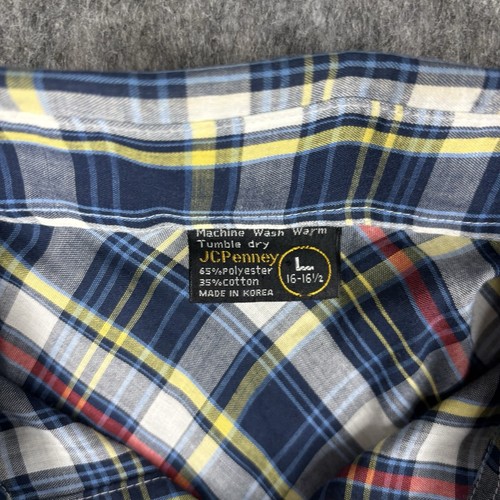 Machine Wash Warm
Tumble dry
JCPenney
65%polyester
35%cotton
MADE IN KOREA
L
16-16½